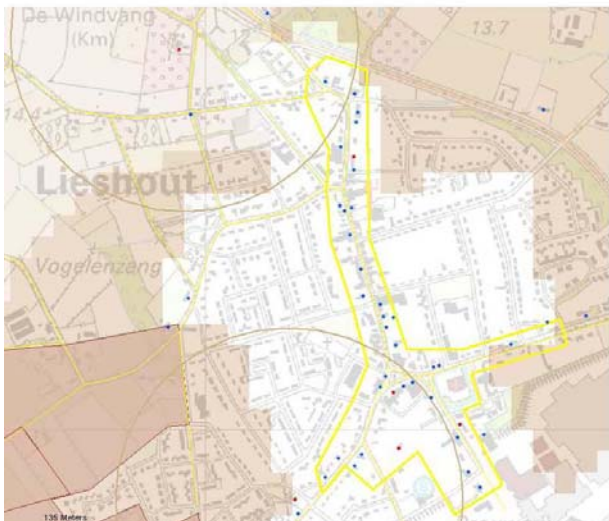 De Windvang
(Km)
13.7
14.4
Lieshout
Vogelenzang
135 Meters